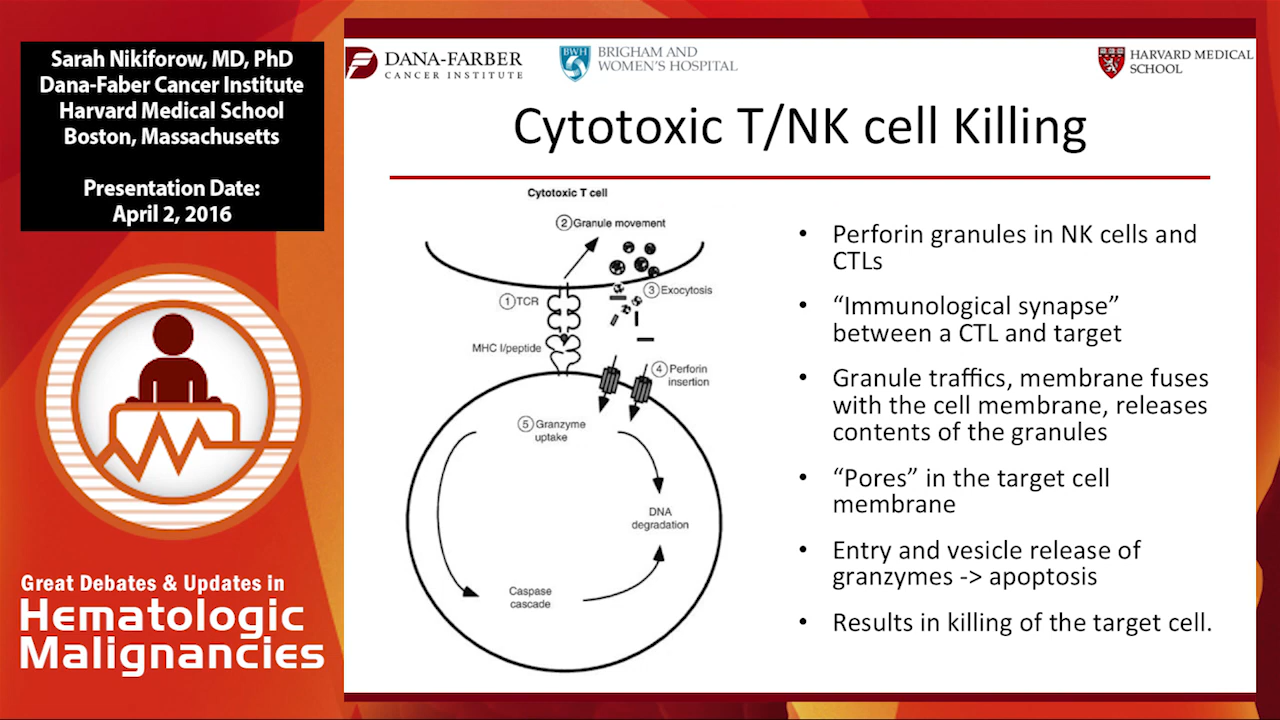 Sarah Nikiforow, MD, PhD
Dana-Faber Cancer Institute
Harvard Medical School
Boston, Massachusetts
Presentation Date:
April 2, 2016
Great Debates & Updates in
Hematologic
Malignancies
DANA-FARBER
CANCER INSTITUTE
BWH
BRIGHAM AND
WOMEN'S HOSPITAL
HARVARD MEDICAL
SCHOOL
Cytotoxic T/NK cell Killing
Cytotoxic T cell
② Granule movement
① TCR
③ Exocytosis
MHC I/peptide
④ Perforin
insertion
⑤ Granzyme
uptake
DNA
degradation
Caspase
cascade
• Perforin granules in NK cells and
CTLs
• “Immunological synapse”
between a CTL and target
• Granule traffics, membrane fuses
with the cell membrane, releases
contents of the granules
• “Pores” in the target cell
membrane
• Entry and vesicle release of
granzymes -> apoptosis
• Results in killing of the target cell.